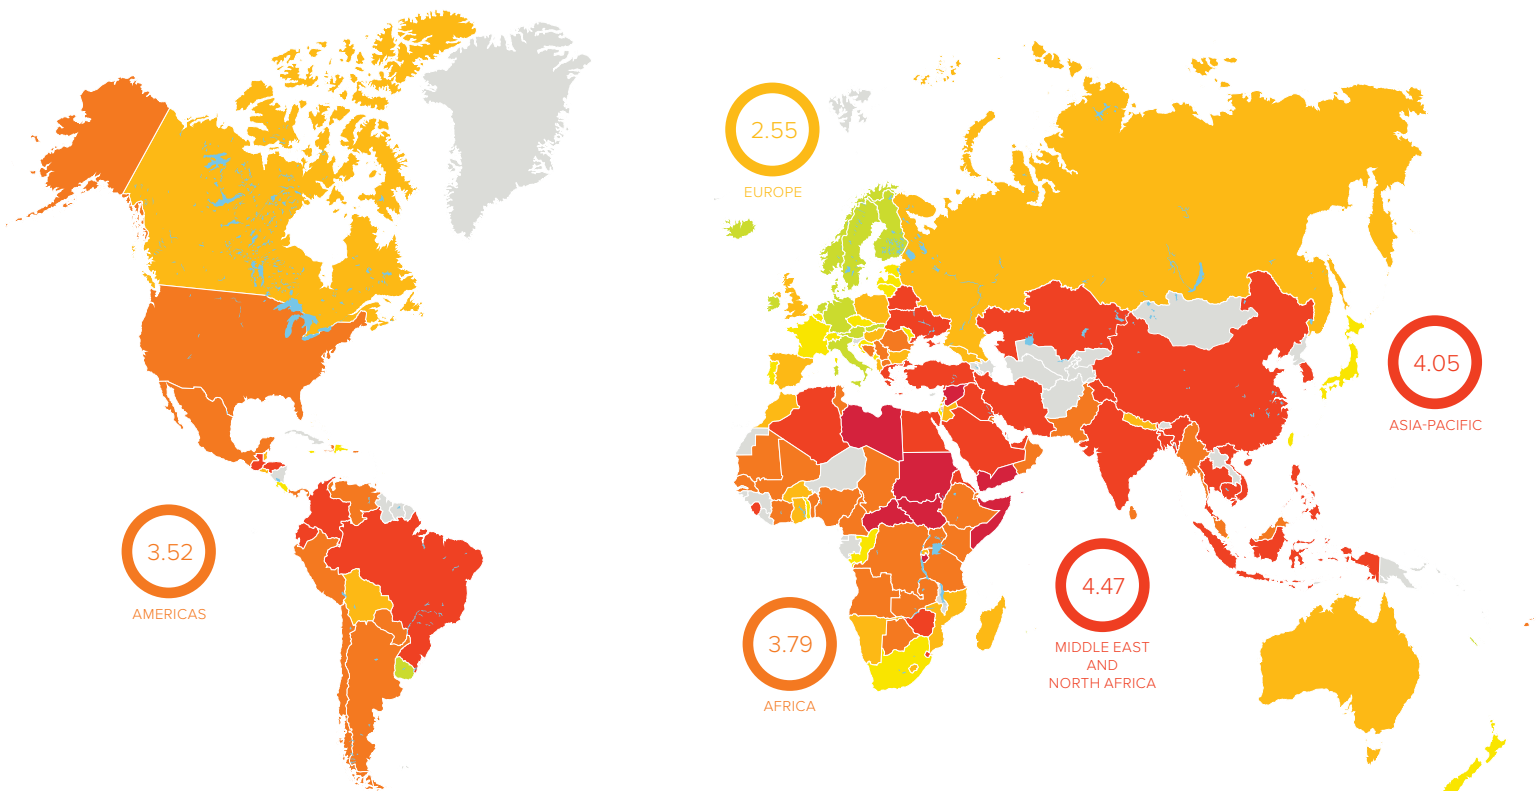 2.55
EUROPE
4.05
ASIA-PACIFIC
3.52
AMERICAS
4.47
MIDDLE EAST
AND
NORTH AFRICA
3.79
AFRICA